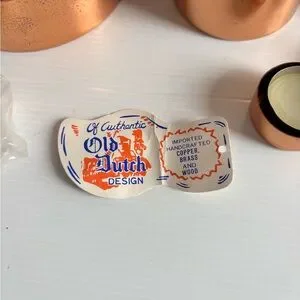 Of Authentic
Old
Dutch
DESIGN
IMPORTED
HANDCRAFTED
COPPER,
BRASS
AND
WOOD